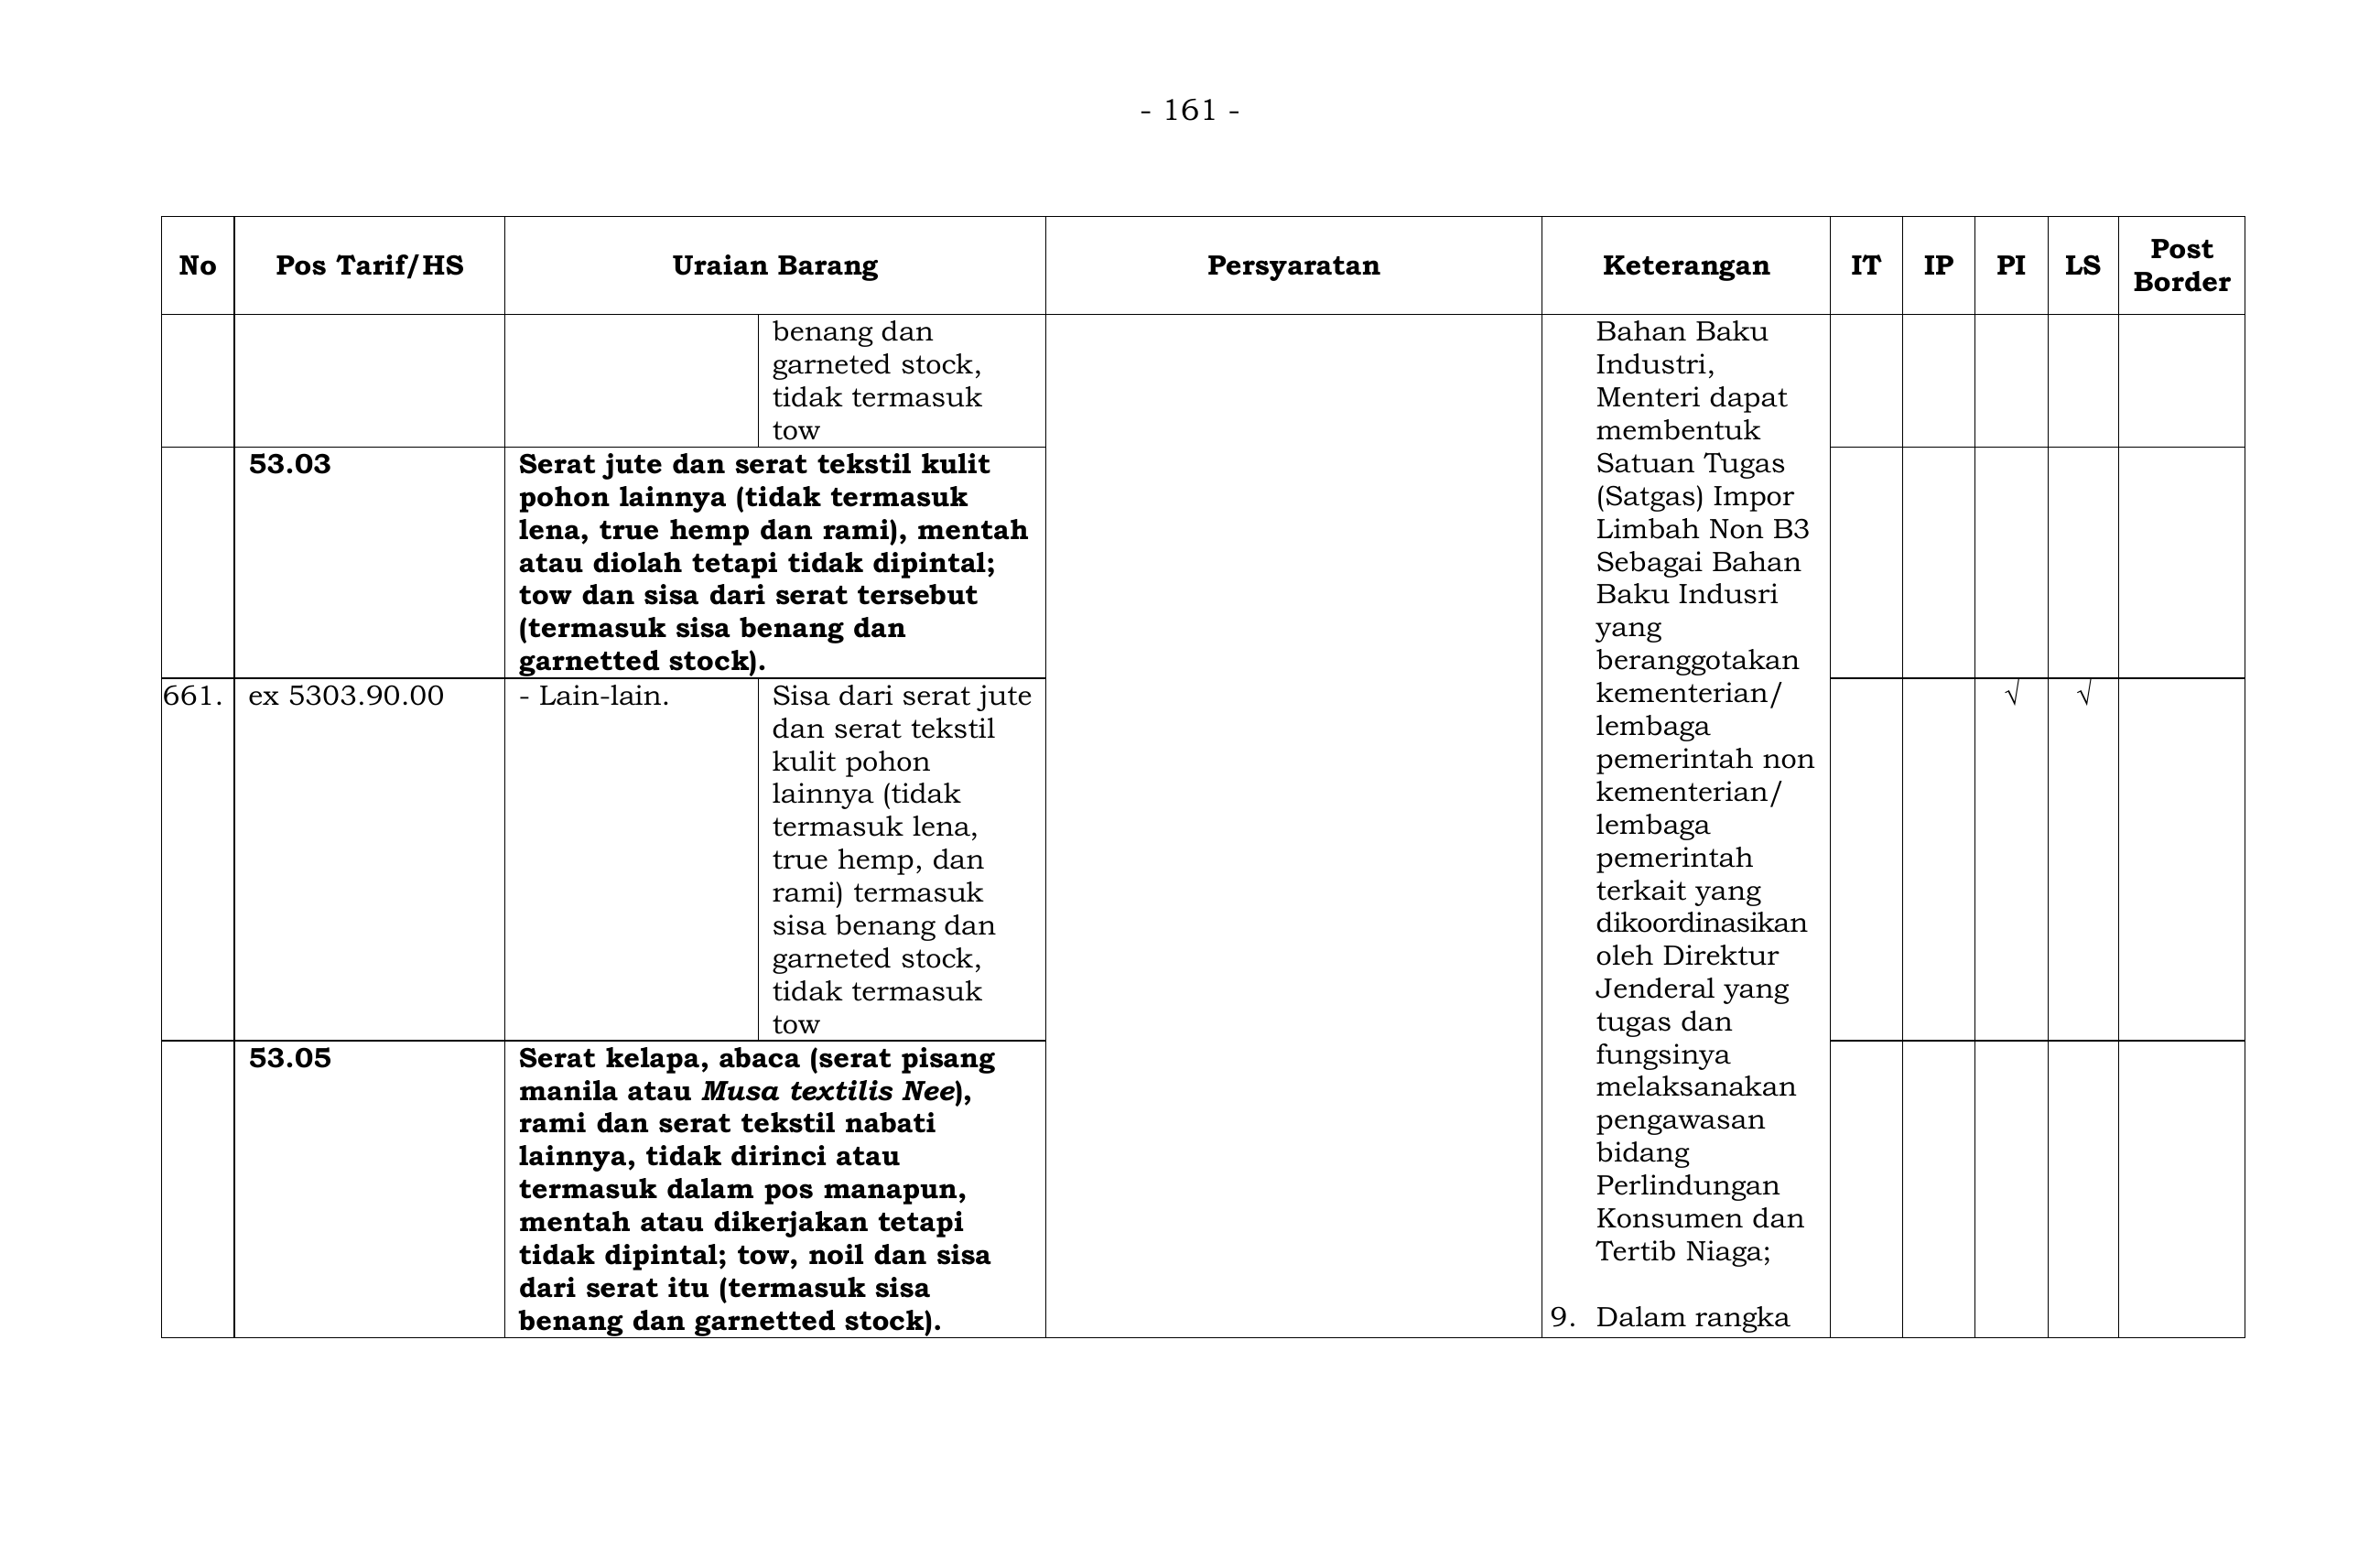 - 161 -
No
Pos Tarif/HS
Uraian Barang
Persyaratan
Keterangan
IT
IP
PI
LS
Post
Border
benang dan
garneted stock,
tidak termasuk
tow
53.03
Serat jute dan serat tekstil kulit
pohon lainnya (tidak termasuk
lena, true hemp dan rami), mentah
atau diolah tetapi tidak dipintal;
tow dan sisa dari serat tersebut
(termasuk sisa benang dan
garnetted stock).
661.
ex 5303.90.00
- Lain-lain.
Sisa dari serat jute
dan serat tekstil
kulit pohon
lainnya (tidak
termasuk lena,
true hemp, dan
rami) termasuk
sisa benang dan
garneted stock,
tidak termasuk
tow
√
√
53.05
Serat kelapa, abaca (serat pisang
manila atau Musa textilis Nee),
rami dan serat tekstil nabati
lainnya, tidak dirinci atau
termasuk dalam pos manapun,
mentah atau dikerjakan tetapi
tidak dipintal; tow, noil dan sisa
dari serat itu (termasuk sisa
benang dan garnetted stock).
Bahan Baku
Industri,
Menteri dapat
membentuk
Satuan Tugas
(Satgas) Impor
Limbah Non B3
Sebagai Bahan
Baku Indusri
yang
beranggotakan
kementerian/
lembaga
pemerintah non
kementerian/
lembaga
pemerintah
terkait yang
dikoordinasikan
oleh Direktur
Jenderal yang
tugas dan
fungsinya
melaksanakan
pengawasan
bidang
Perlindungan
Konsumen dan
Tertib Niaga;
9. Dalam rangka